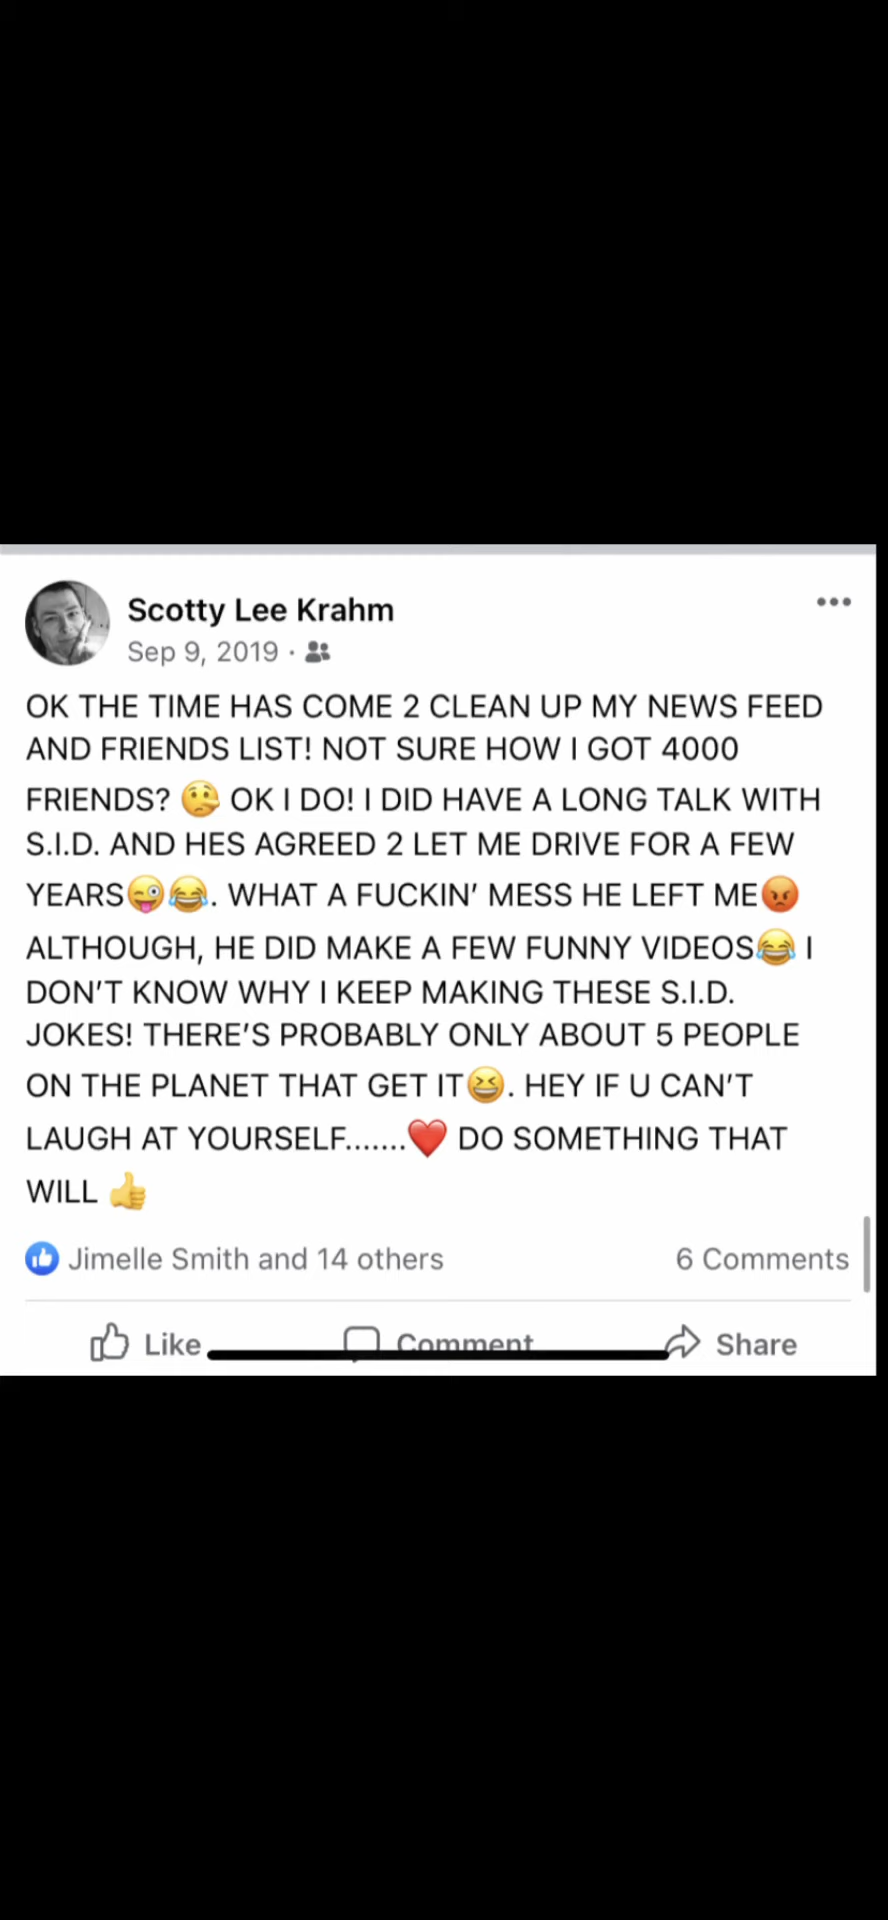 Scotty Lee Krahm
Sep 9, 2019 ·
OK THE TIME HAS COME 2 CLEAN UP MY NEWS FEED
AND FRIENDS LIST! NOT SURE HOW I GOT 4000
FRIENDS? 🤥 OK I DO! I DID HAVE A LONG TALK WITH
S.I.D. AND HES AGREED 2 LET ME DRIVE FOR A FEW
YEARS😜😂. WHAT A FUCKIN' MESS HE LEFT ME😡
ALTHOUGH, HE DID MAKE A FEW FUNNY VIDEOS😂 I
DON'T KNOW WHY I KEEP MAKING THESE S.I.D.
JOKES! THERE'S PROBABLY ONLY ABOUT 5 PEOPLE
ON THE PLANET THAT GET IT😆. HEY IF U CAN'T
LAUGH AT YOURSELF.......❤️ DO SOMETHING THAT
WILL 👍
Jimelle Smith and 14 others 6 Comments
Like Comment Share